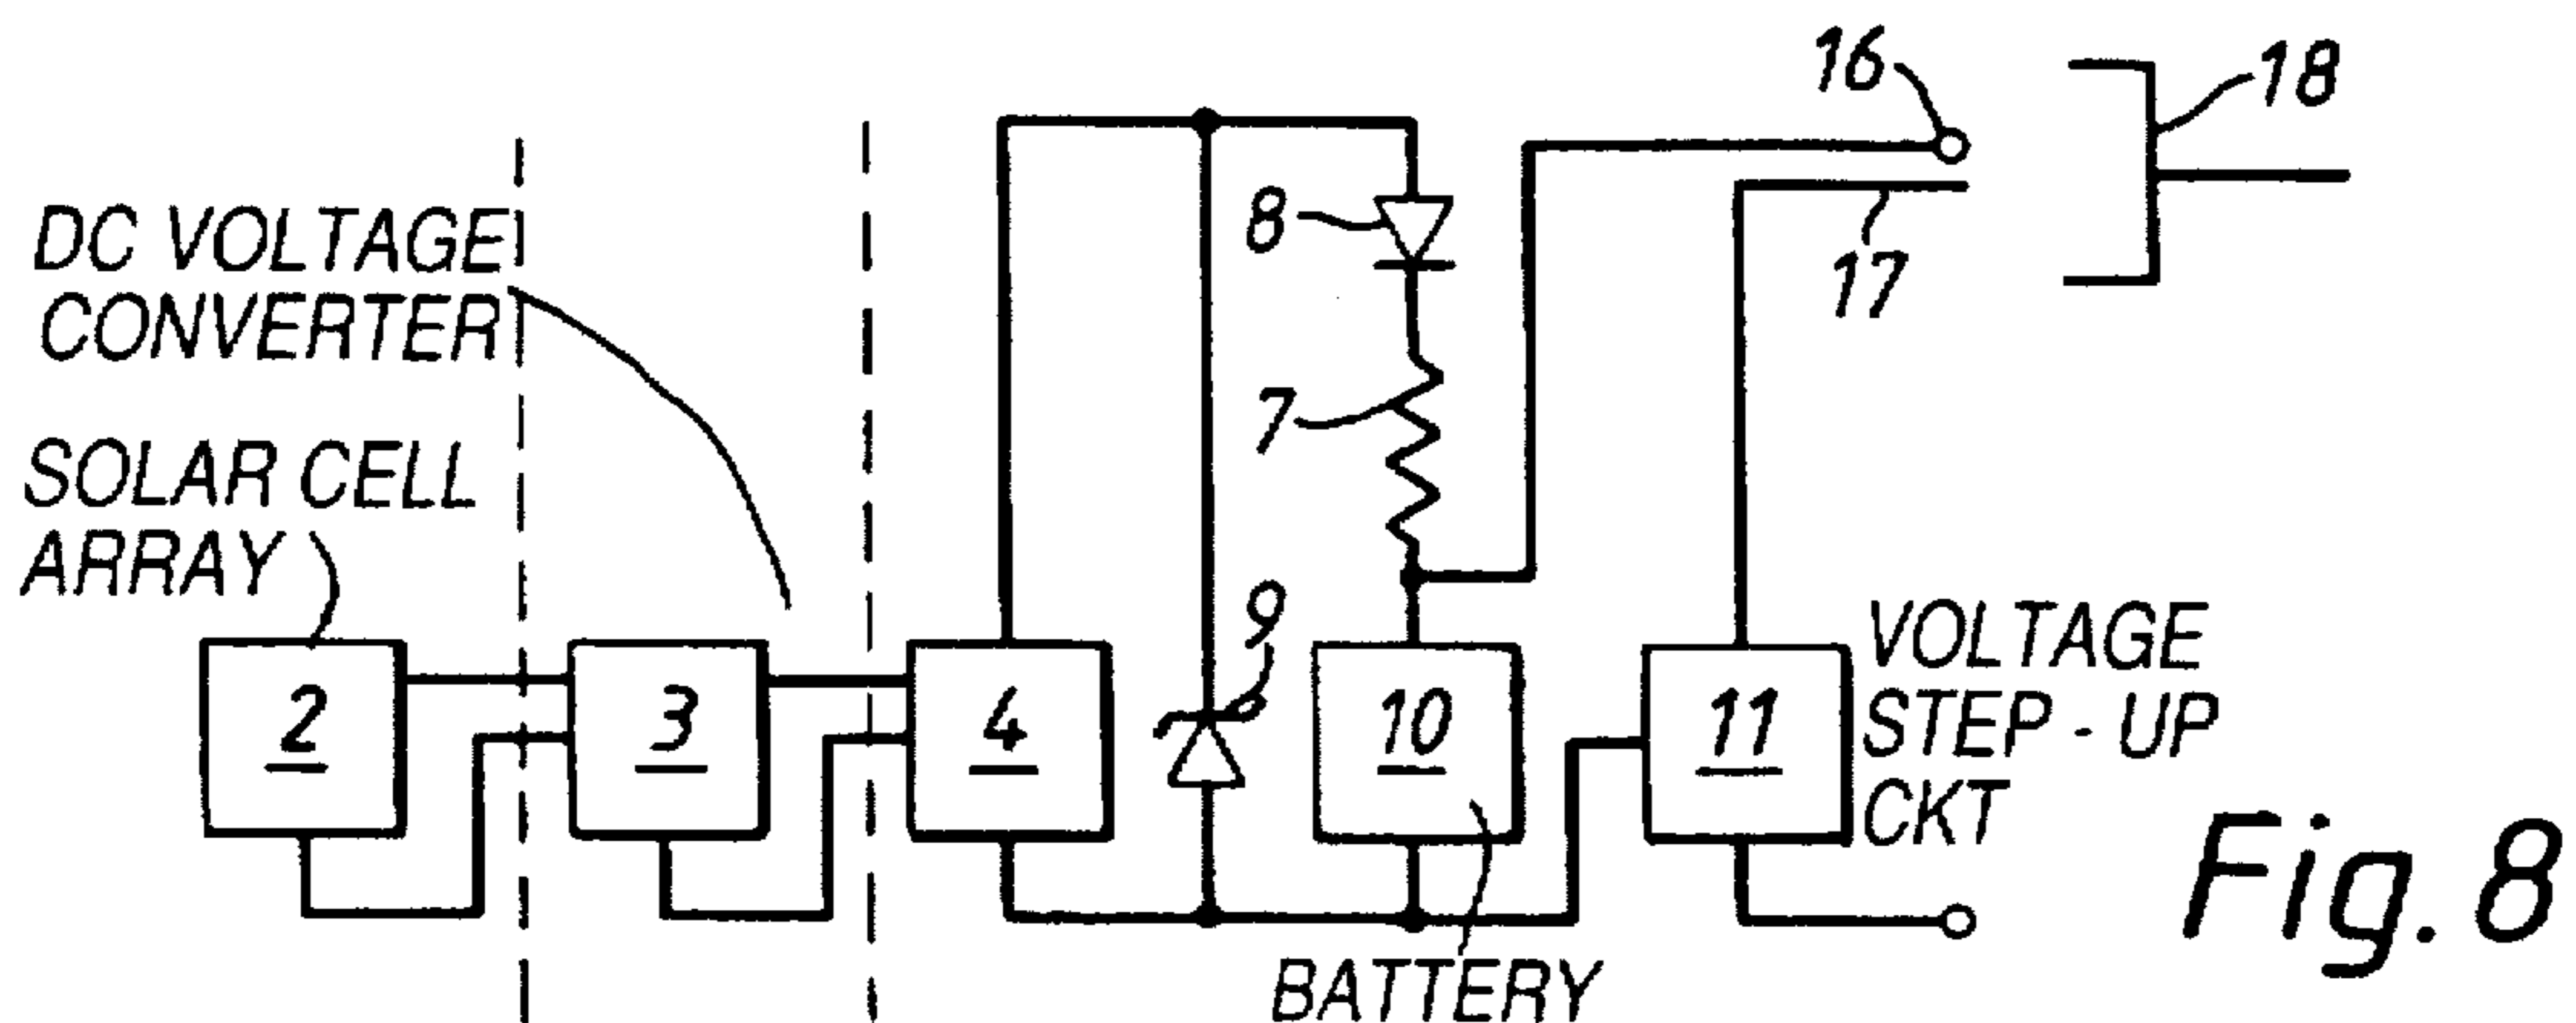 16
18
DC VOLTAGE
CONVERTER
8
17
7
SOLAR CELL
ARRAY
9
VOLTAGE
STEP - UP
CKT
2
3
4
10
11
BATTERY
Fig. 8